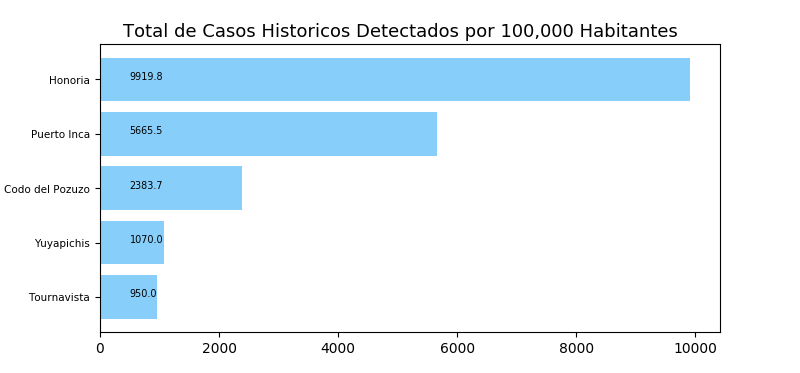 Total de Casos Historicos Detectados por 100,000 Habitantes
Honoria 9919.8
Puerto Inca 5665.5
Codo del Pozuzo 2383.7
Yuyapichis 1070.0
Tournavista 950.0
0 2000 4000 6000 8000 10000